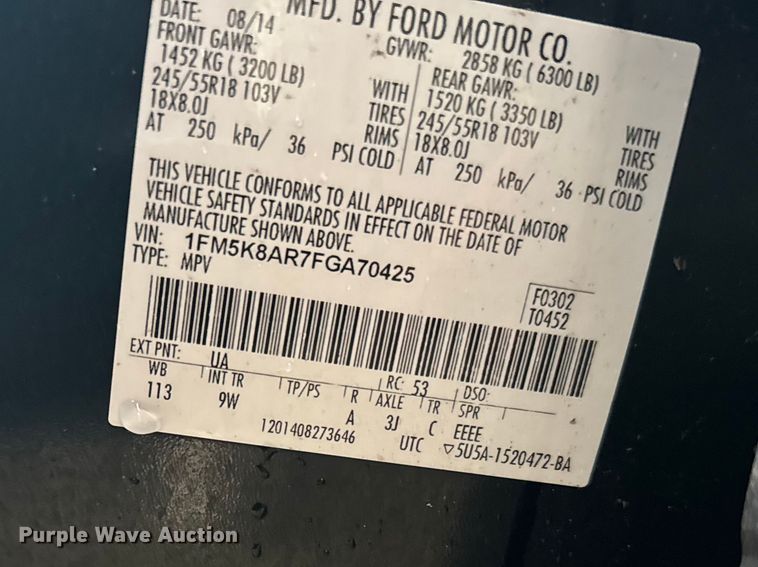 MFD. BY FORD MOTOR CO.
DATE: 08/14 GVWR: 2858 KG ( 6300 LB)
FRONT GAWR: REAR GAWR:
1452 KG ( 3200 LB) WITH 1520 KG ( 3350 LB) WITH
245/55R18 103V TIRES 245/55R18 103V TIRES
18X8.0J RIMS 18X8.0J RIMS
AT 250 kPa/ 36 PSI COLD AT 250 kPa/ 36 PSI COLD
THIS VEHICLE CONFORMS TO ALL APPLICABLE FEDERAL MOTOR
VEHICLE SAFETY STANDARDS IN EFFECT ON THE DATE OF
MANUFACTURE SHOWN ABOVE.
VIN: 1FM5K8AR7FGA70425
TYPE: MPV
F0302
T0452
EXT PNT: UA RC: 53 DSO:
WB INT TR TP/PS R AXLE TR SPR
113 9W A 3J C EEEE
1201408273646 UTC ▽5U5A-1520472-BA
Purple Wave Auction